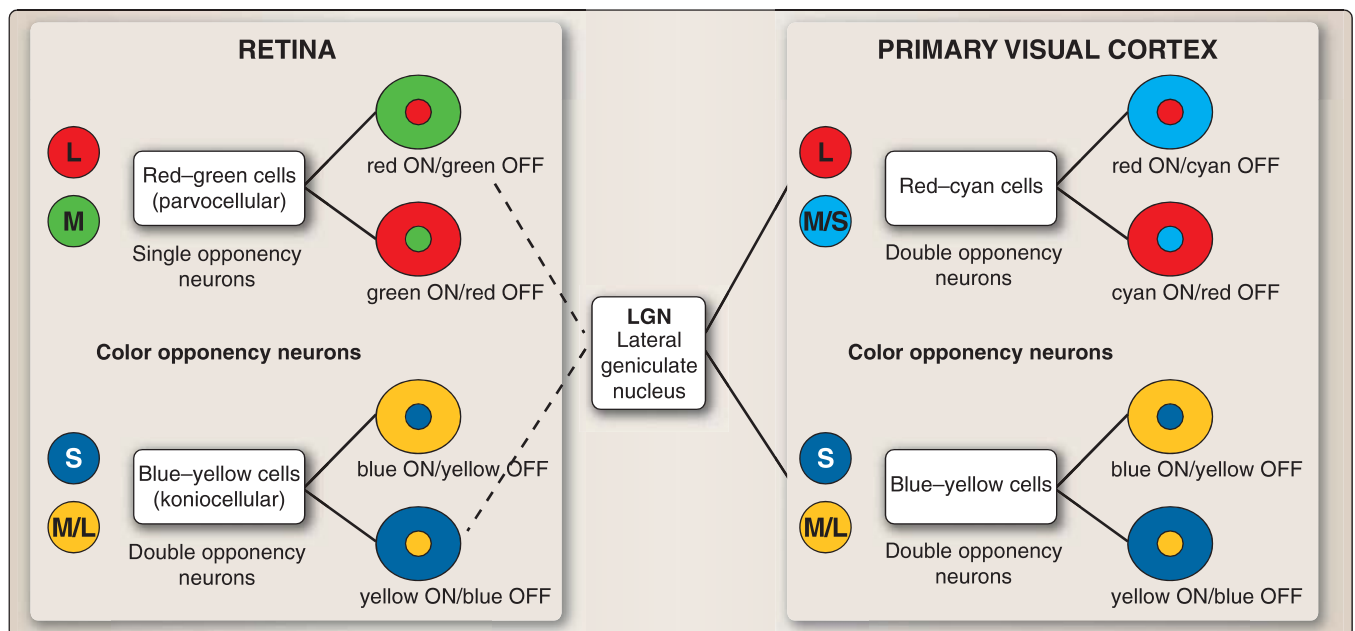 RETINA
L
M
Red–green cells
(parvocellular)
Single opponency
neurons
red ON/green OFF
green ON/red OFF
Color opponency neurons
S
M/L
Blue–yellow cells
(koniocellular)
Double opponency
neurons
blue ON/yellow OFF
yellow ON/blue OFF
LGN
Lateral
geniculate
nucleus
PRIMARY VISUAL CORTEX
L
M/S
Red–cyan cells
Double opponency
neurons
red ON/cyan OFF
cyan ON/red OFF
Color opponency neurons
S
M/L
Blue–yellow cells
Double opponency
neurons
blue ON/yellow OFF
yellow ON/blue OFF